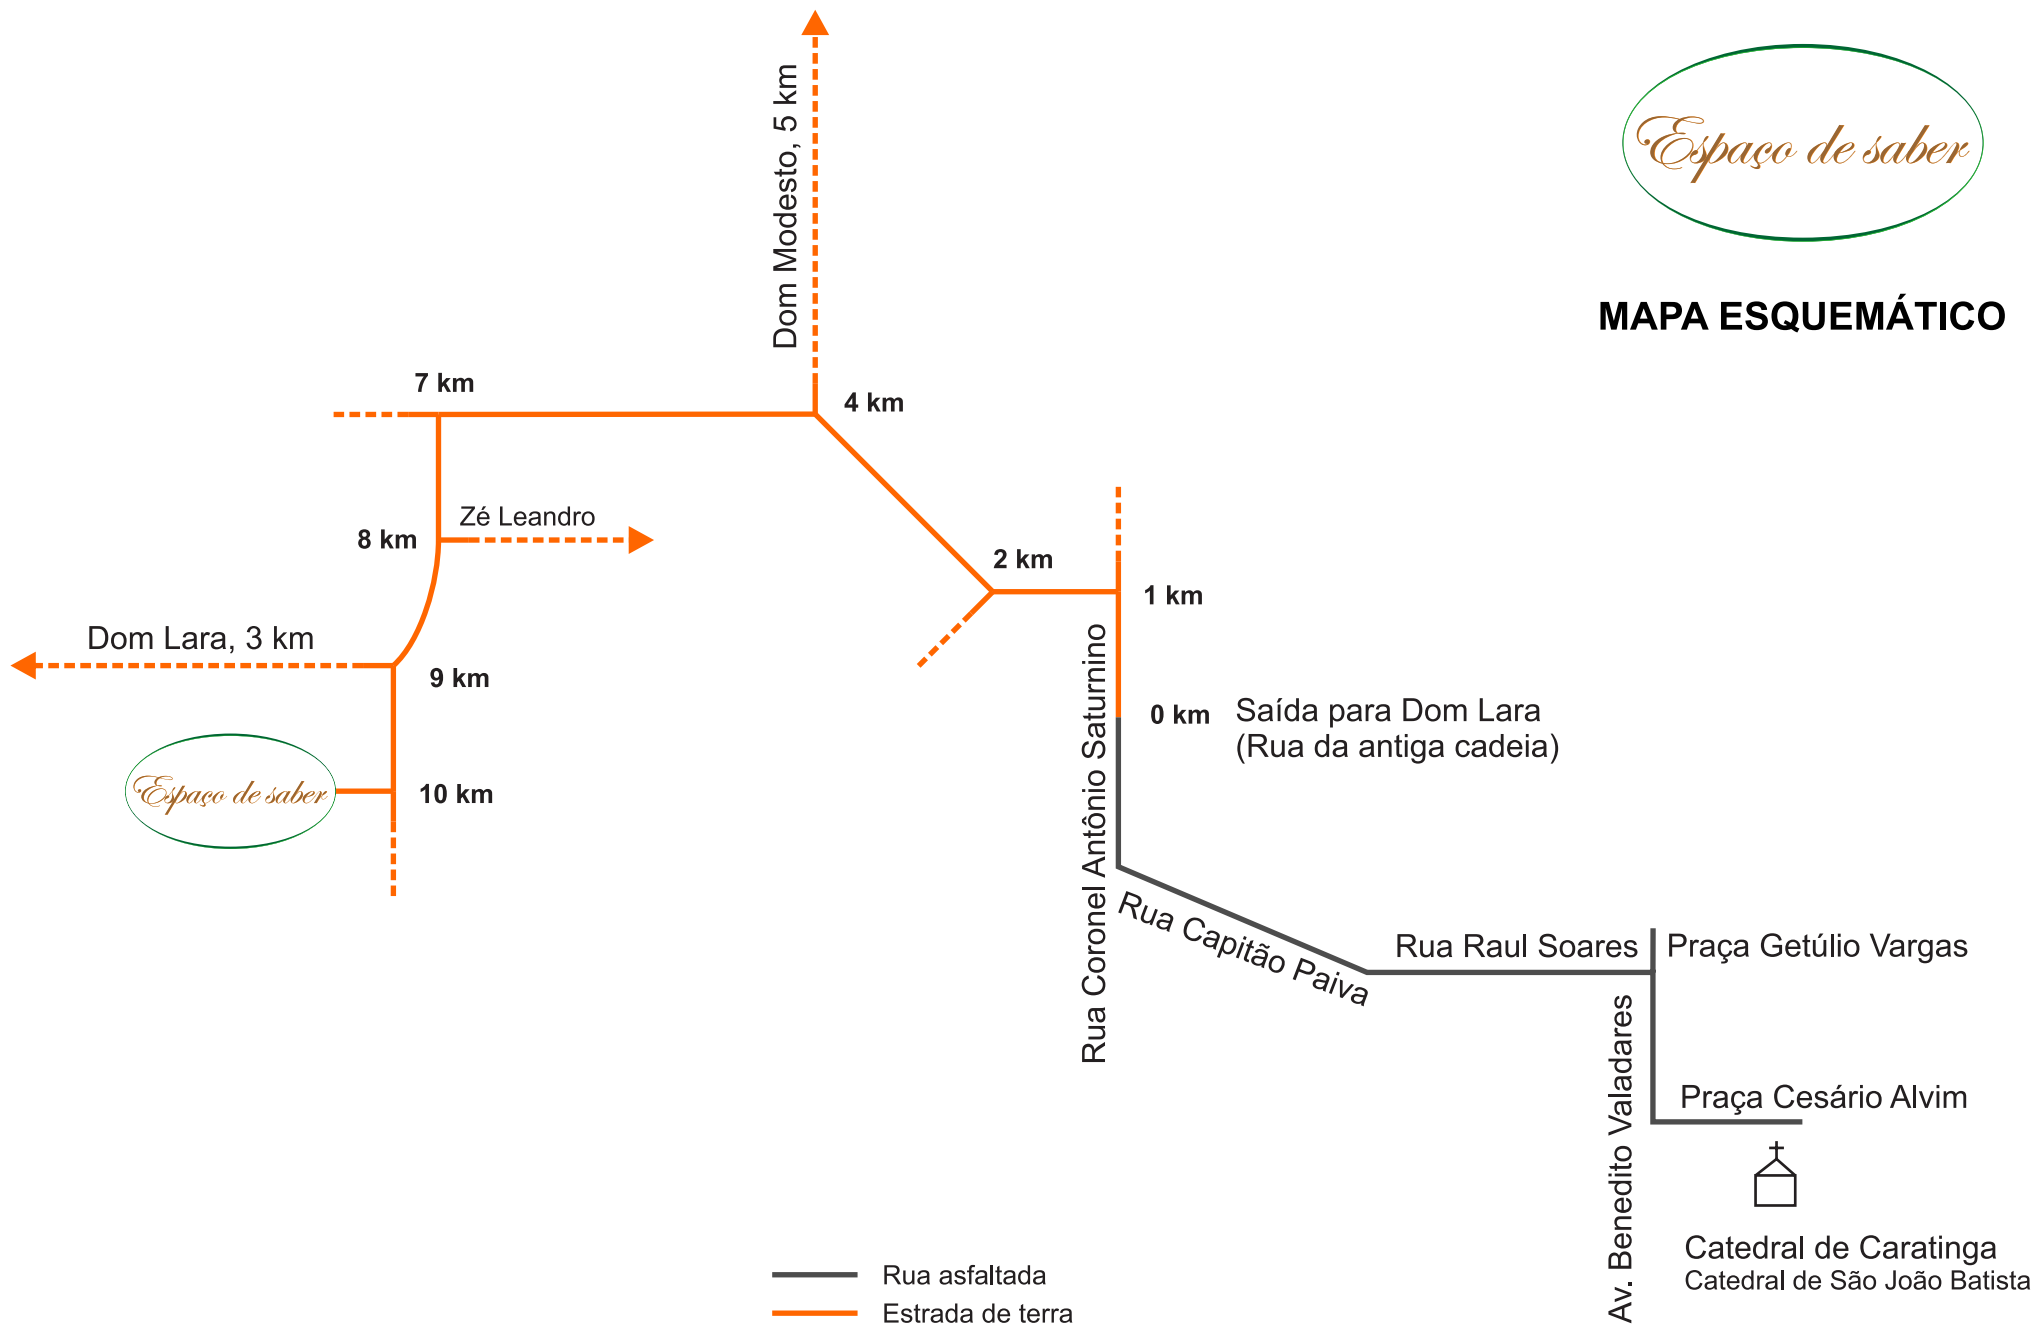 Espaço de saber
MAPA ESQUEMÁTICO
Dom Modesto, 5 km
7 km
4 km
Zé Leandro
8 km
2 km
1 km
Dom Lara, 3 km
9 km
Rua Coronel Antônio Saturnino
0 km
Saída para Dom Lara
(Rua da antiga cadeia)
Espaço de saber
10 km
Rua Capitão Paiva
Rua Raul Soares
Praça Getúlio Vargas
Av. Benedito Valadares
Praça Cesário Alvim
Catedral de Caratinga
Catedral de São João Batista
Rua asfaltada
Estrada de terra